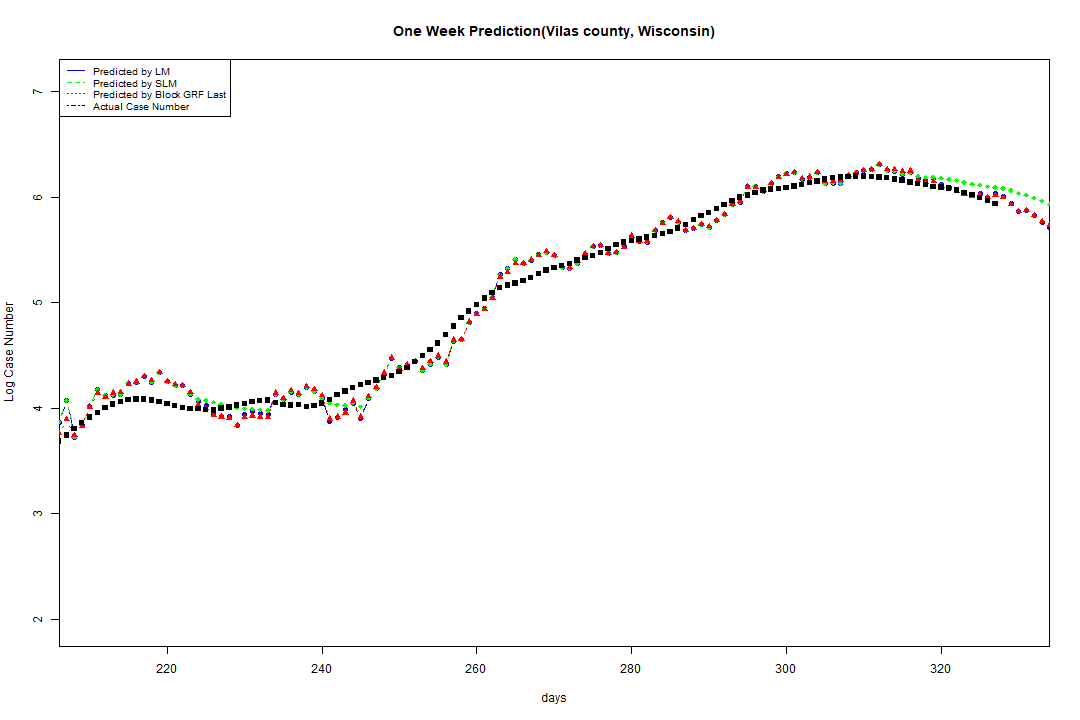 One Week Prediction(Vilas county, Wisconsin)
Predicted by LM
Predicted by SLM
Predicted by Block GRF Last
Actual Case Number
7
6
5
4
3
2
Log Case Number
220 240 260 280 300 320
days